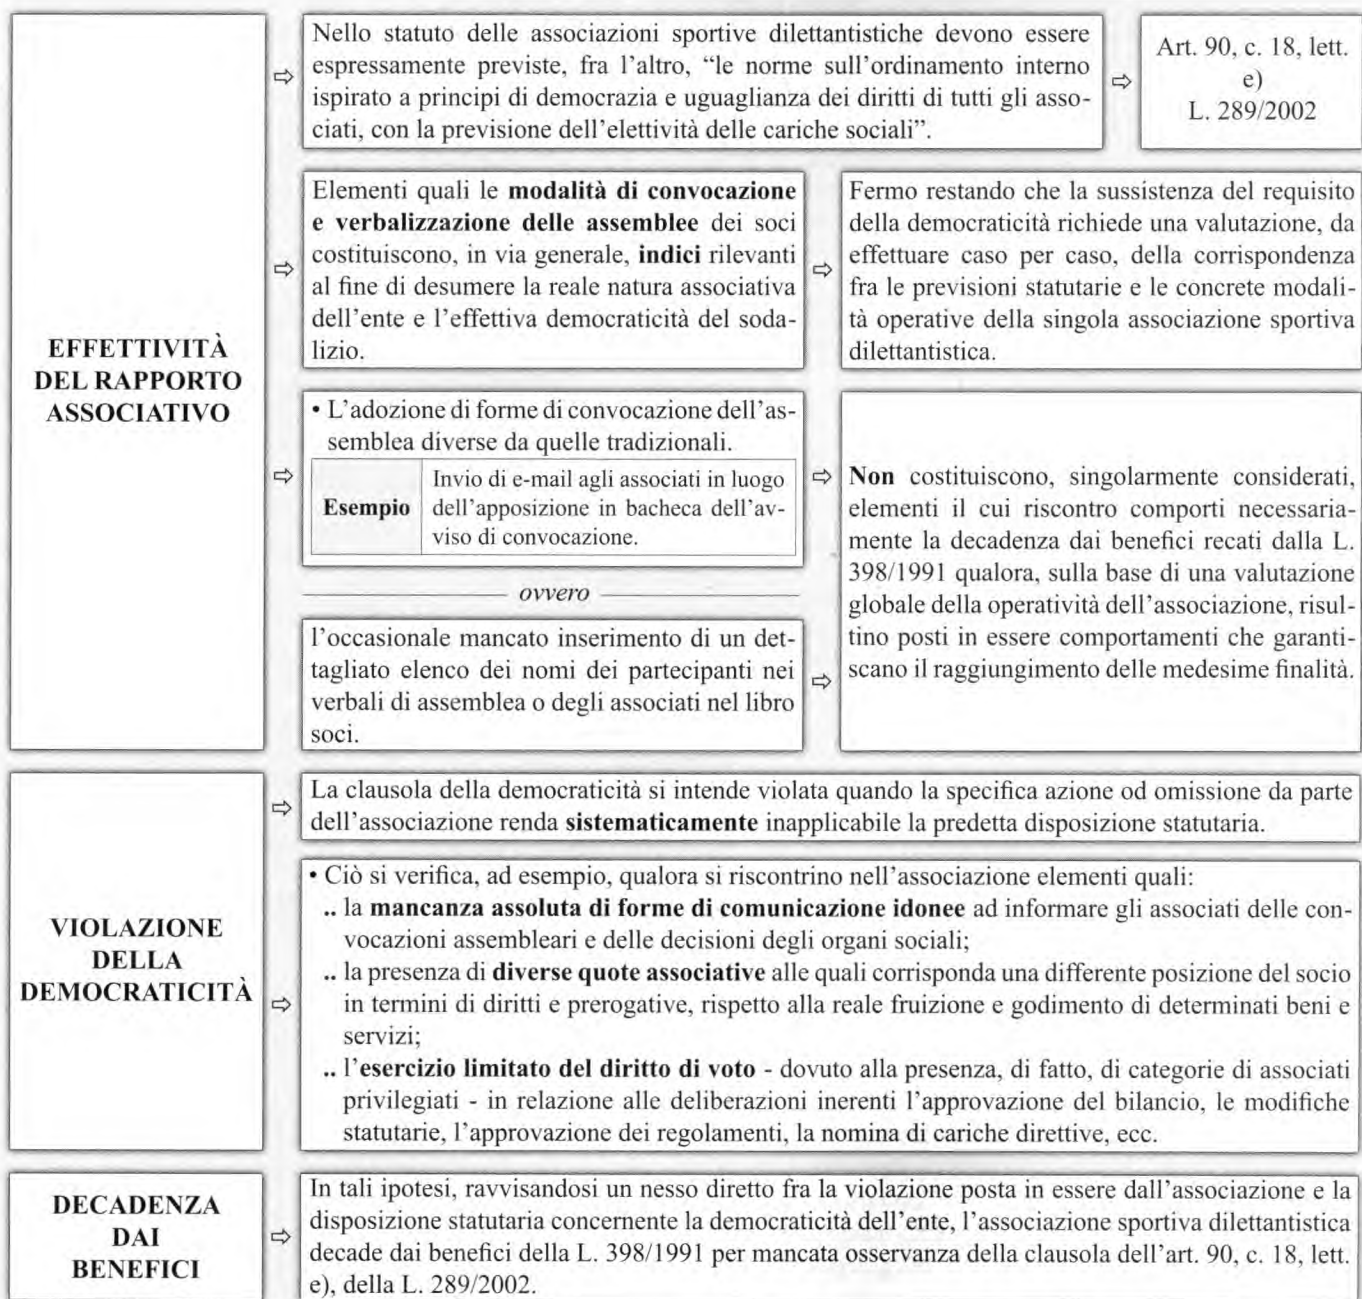 Nello statuto delle associazioni sportive dilettantistiche devono essere
espressamente previste, fra l'altro, “le norme sull'ordinamento interno
ispirato a principi di democrazia e uguaglianza dei diritti di tutti gli asso-
ciati, con la previsione dell'elettività delle cariche sociali”.
Art. 90, c. 18, lett.
e)
L. 289/2002
EFFETTIVITÀ
DEL RAPPORTO
ASSOCIATIVO
Elementi quali le modalità di convocazione
e verbalizzazione delle assemblee dei soci
costituiscono, in via generale, indici rilevanti
al fine di desumere la reale natura associativa
dell'ente e l'effettiva democraticità del soda-
lizio.
Fermo restando che la sussistenza del requisito
della democraticità richiede una valutazione, da
effettuare caso per caso, della corrispondenza
fra le previsioni statutarie e le concrete modali-
tà operative della singola associazione sportiva
dilettantistica.
• L'adozione di forme di convocazione dell'as-
semblea diverse da quelle tradizionali.
Esempio
Invio di e-mail agli associati in luogo
dell'apposizione in bacheca dell'av-
viso di convocazione.
ovvero
l'occasionale mancato inserimento di un det-
tagliato elenco dei nomi dei partecipanti nei
verbali di assemblea o degli associati nel libro
soci.
Non costituiscono, singolarmente considerati,
elementi il cui riscontro comporti necessaria-
mente la decadenza dai benefici recati dalla L.
398/1991 qualora, sulla base di una valutazione
globale della operatività dell'associazione, risul-
tino posti in essere comportamenti che garanti-
scano il raggiungimento delle medesime finalità.
VIOLAZIONE
DELLA
DEMOCRATICITÀ
La clausola della democraticità si intende violata quando la specifica azione od omissione da parte
dell'associazione renda sistematicamente inapplicabile la predetta disposizione statutaria.
• Ciò si verifica, ad esempio, qualora si riscontrino nell'associazione elementi quali:
.. la mancanza assoluta di forme di comunicazione idonee ad informare gli associati delle con-
vocazioni assembleari e delle decisioni degli organi sociali;
.. la presenza di diverse quote associative alle quali corrisponda una differente posizione del socio
in termini di diritti e prerogative, rispetto alla reale fruizione e godimento di determinati beni e
servizi;
.. l'esercizio limitato del diritto di voto - dovuto alla presenza, di fatto, di categorie di associati
privilegiati - in relazione alle deliberazioni inerenti l'approvazione del bilancio, le modifiche
statutarie, l'approvazione dei regolamenti, la nomina di cariche direttive, ecc.
DECADENZA
DAI
BENEFICI
In tali ipotesi, ravvisandosi un nesso diretto fra la violazione posta in essere dall'associazione e la
disposizione statutaria concernente la democraticità dell'ente, l'associazione sportiva dilettantistica
decade dai benefici della L. 398/1991 per mancata osservanza della clausola dell'art. 90, c. 18, lett.
e), della L. 289/2002.